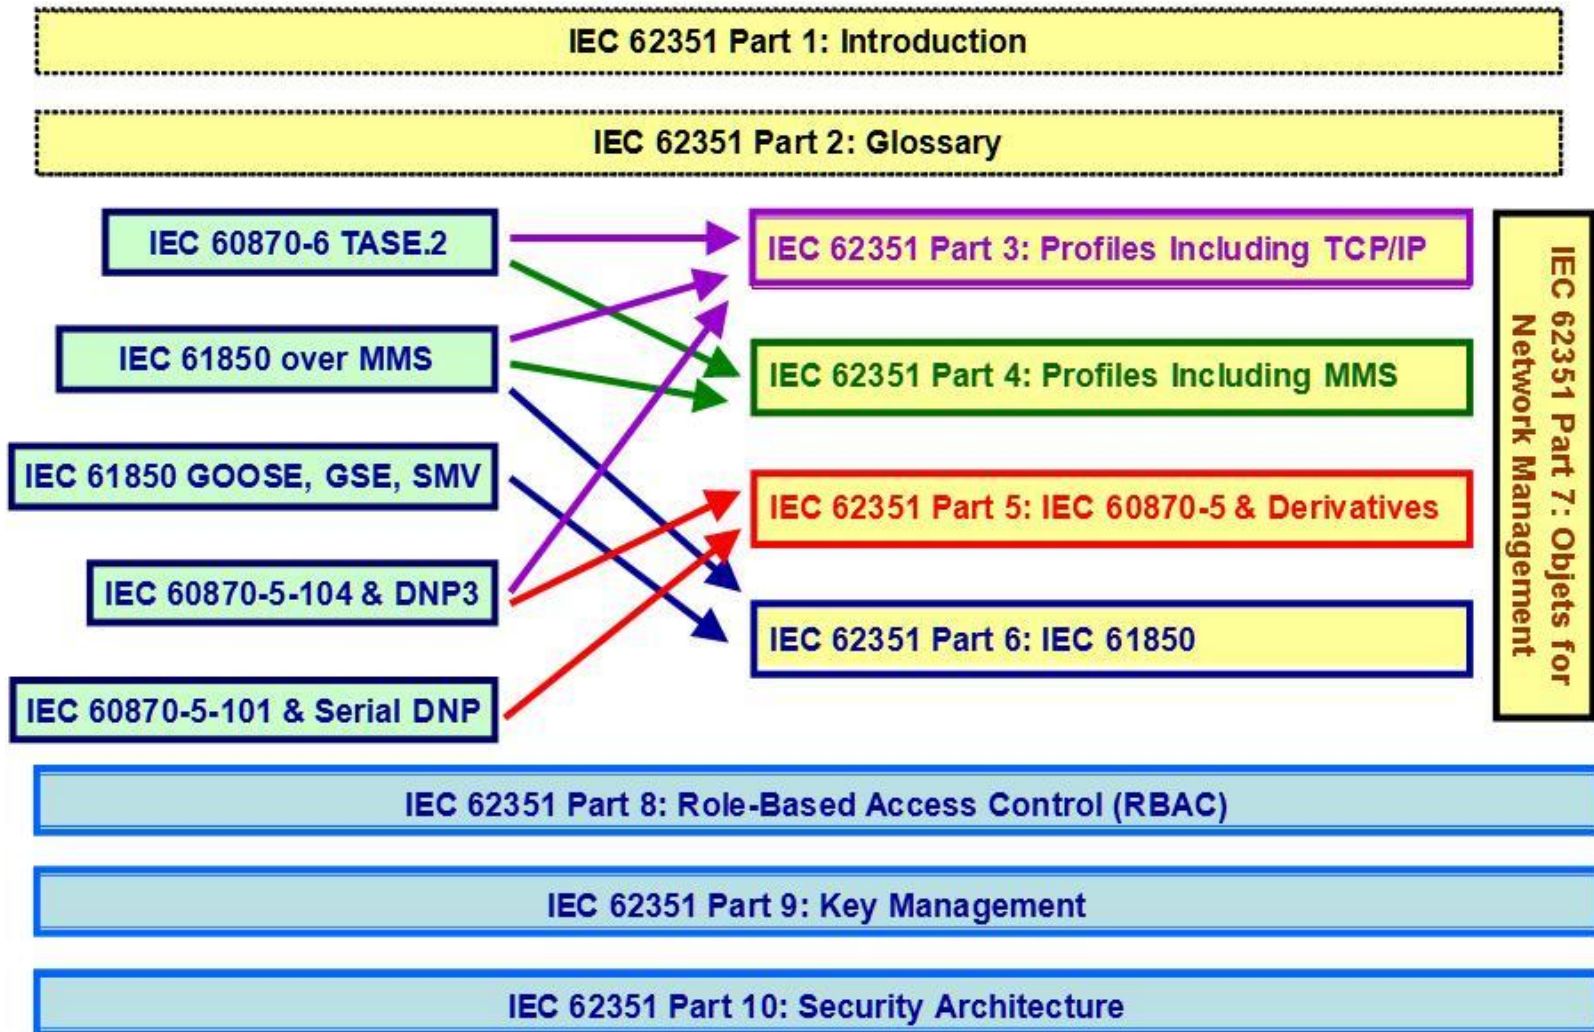 IEC 62351 Part 1: Introduction
IEC 62351 Part 2: Glossary
IEC 60870-6 TASE.2
IEC 61850 over MMS
IEC 61850 GOOSE, GSE, SMV
IEC 60870-5-104 & DNP3
IEC 60870-5-101 & Serial DNP
IEC 62351 Part 3: Profiles Including TCP/IP
IEC 62351 Part 4: Profiles Including MMS
IEC 62351 Part 5: IEC 60870-5 & Derivatives
IEC 62351 Part 6: IEC 61850
IEC 62351 Part 7: Objets for
Network Management
IEC 62351 Part 8: Role-Based Access Control (RBAC)
IEC 62351 Part 9: Key Management
IEC 62351 Part 10: Security Architecture